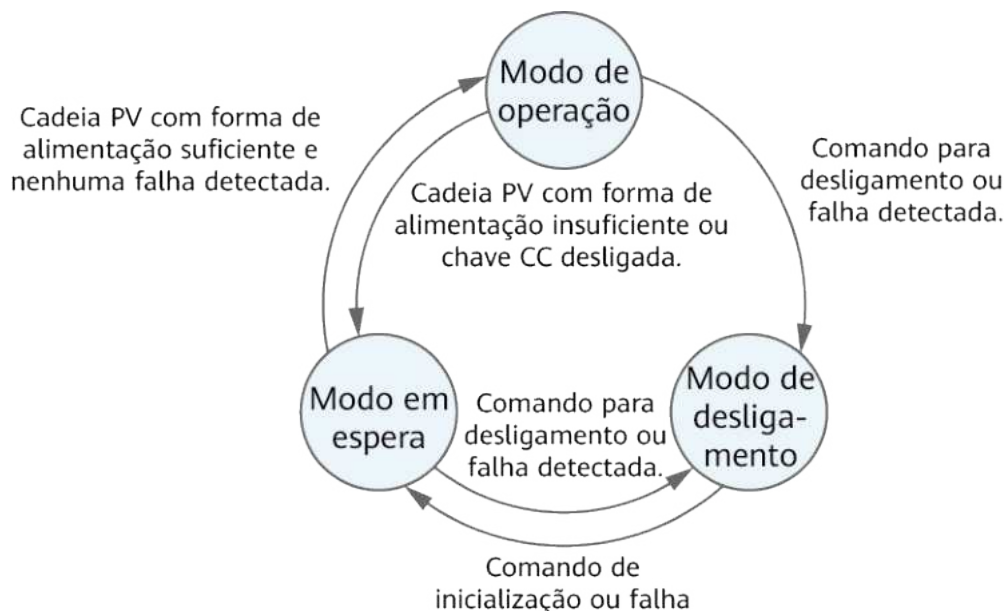 Modo de
operação
Cadeia PV com forma de
alimentação suficiente e
nenhuma falha detectada.
Cadeia PV com forma de
alimentação insuficiente ou
chave CC desligada.
Comando para
desligamento ou
falha detectada.
Modo em
espera
Comando para
desligamento ou
falha detectada.
Modo de
desliga-
mento
Comando de
inicialização ou falha